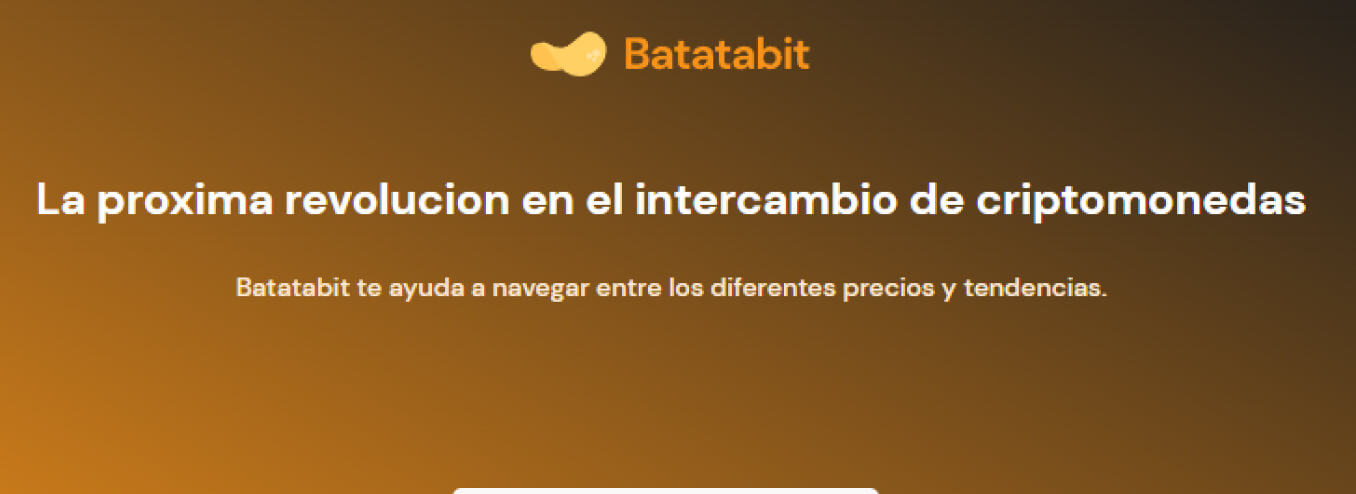 Batatabit
La proxima revolucion en el intercambio de criptomonedas
Batatabit te ayuda a navegar entre los diferentes precios y tendencias.